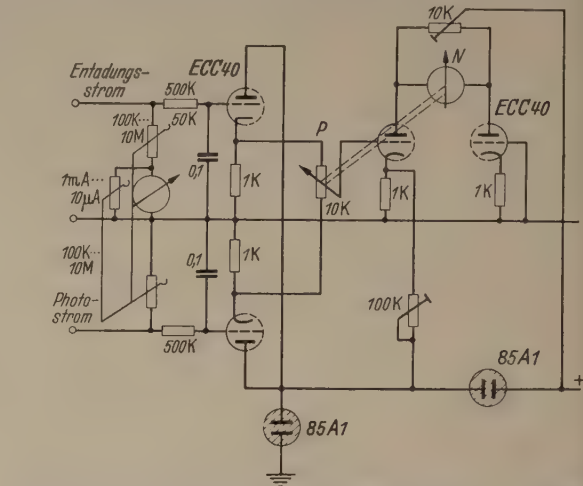 Entladungs-
strom
500K
ECC40
50K
100K···
10M
0,1
1K
1mA···
10µA
P
10K
10K
N
ECC40
1K
1K
100K···
10M
0,1
1K
Photo-
strom
500K
100K
85A1
+
85A1